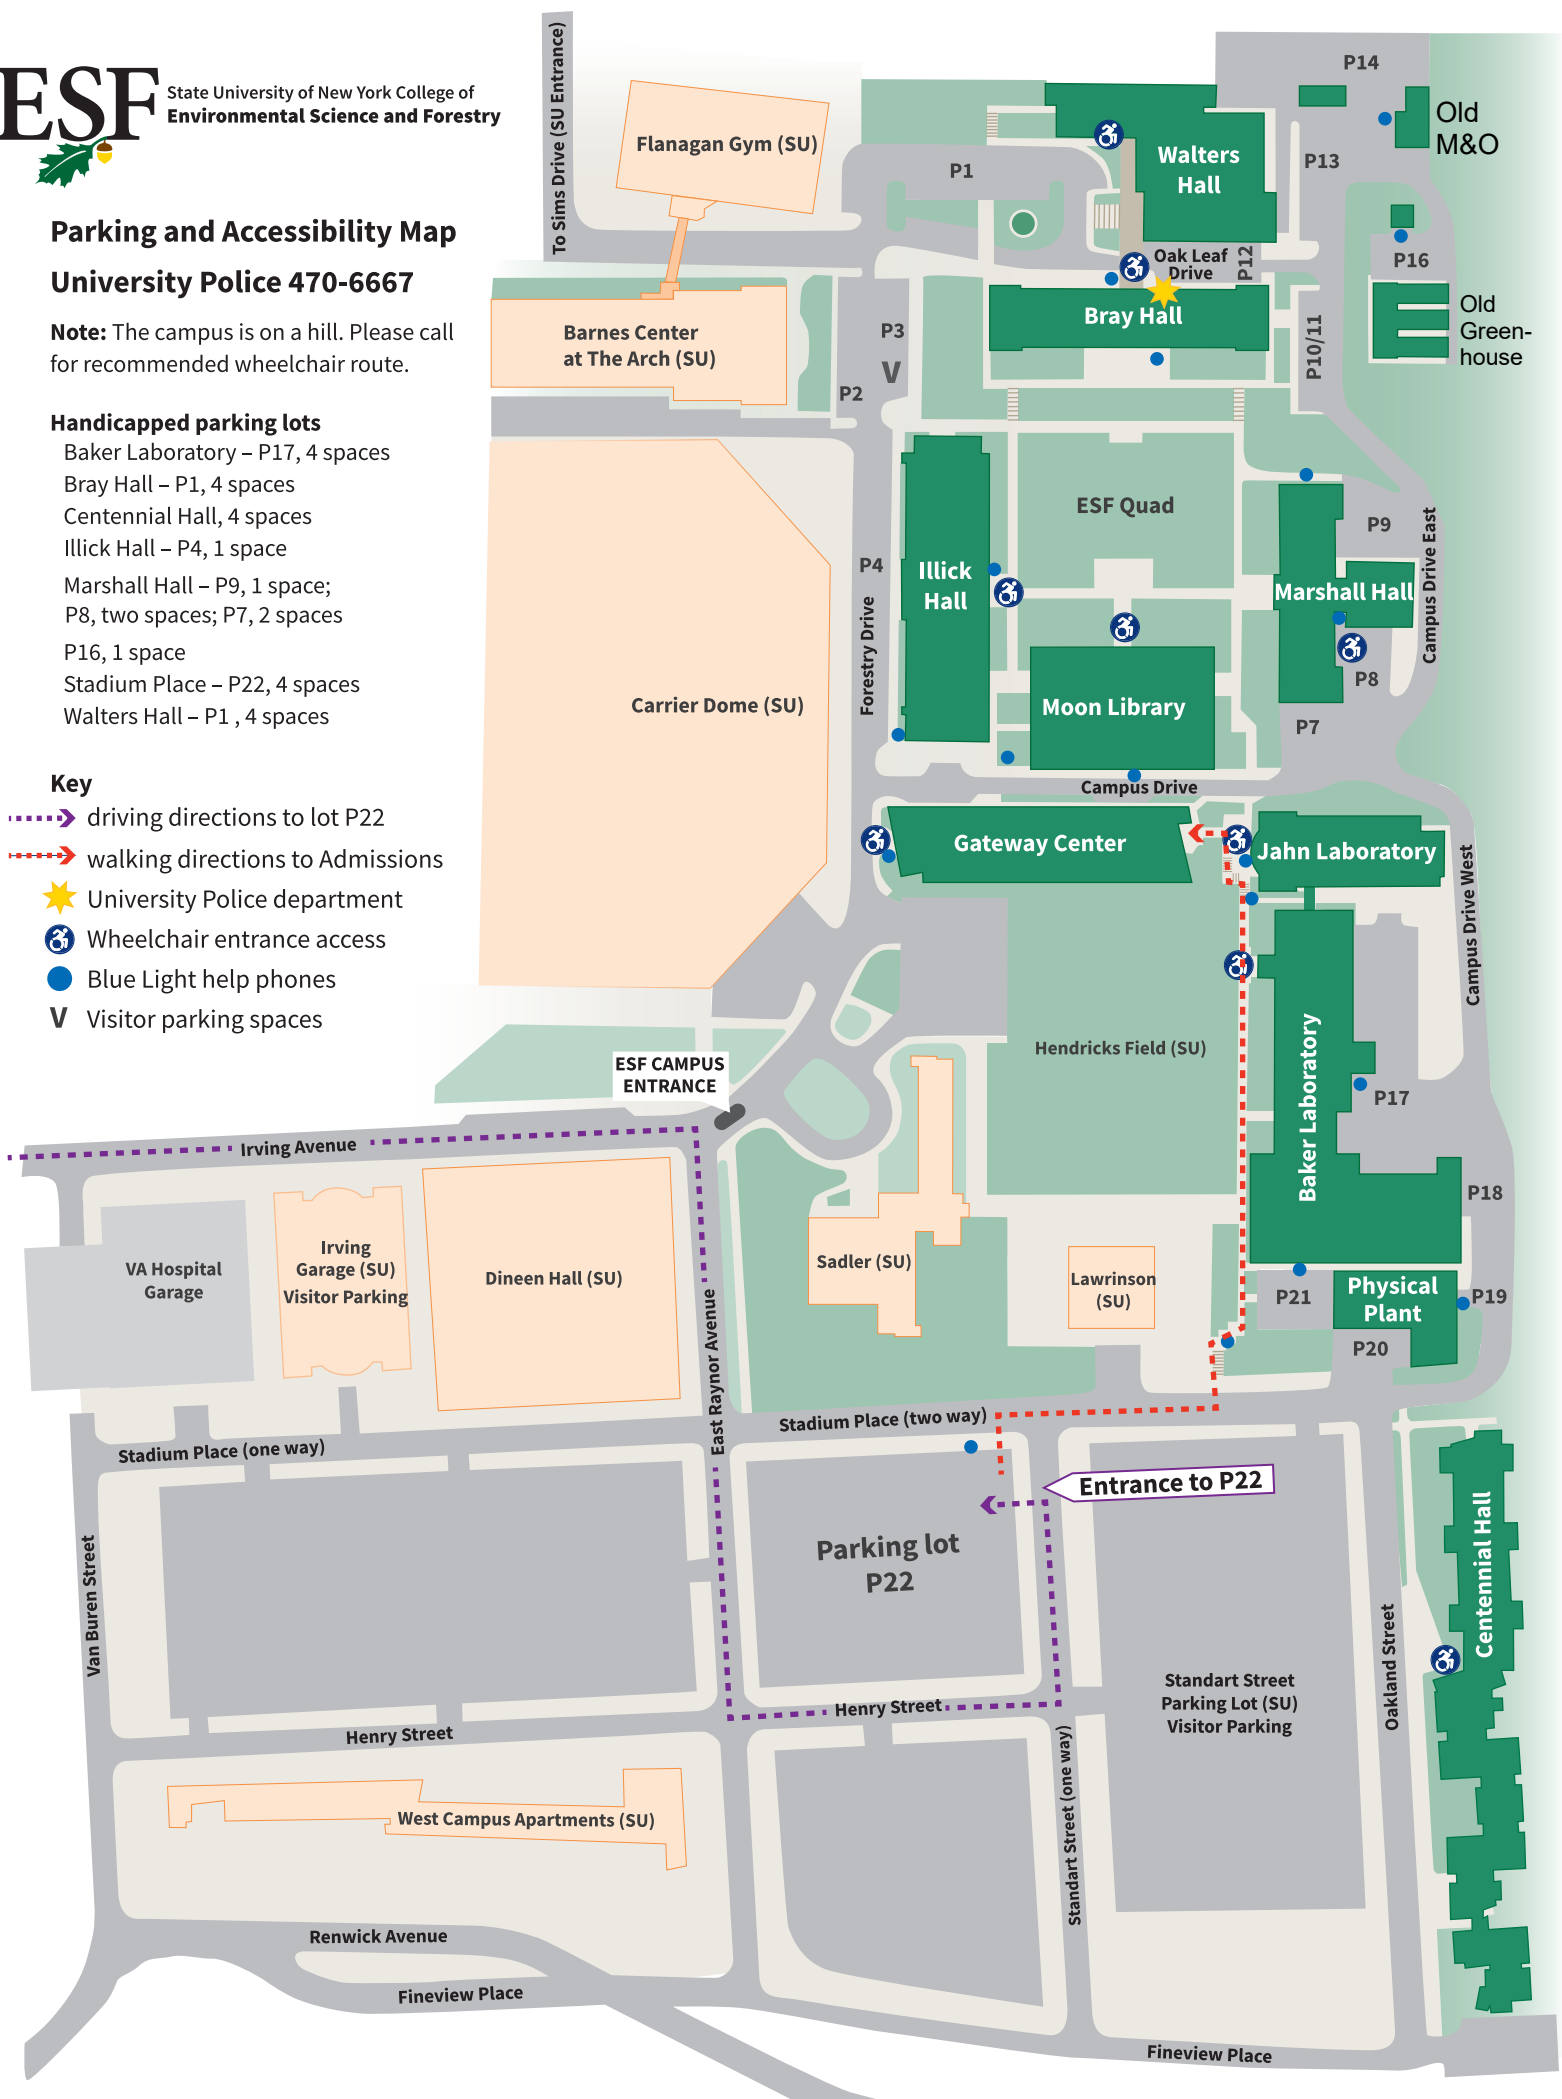 ESF
State University of New York College of
Environmental Science and Forestry
Parking and Accessibility Map
University Police 470-6667
Note: The campus is on a hill. Please call
for recommended wheelchair route.
Handicapped parking lots
Baker Laboratory – P17, 4 spaces
Bray Hall – P1, 4 spaces
Centennial Hall, 4 spaces
Illick Hall – P4, 1 space
Marshall Hall – P9, 1 space;
P8, two spaces; P7, 2 spaces
P16, 1 space
Stadium Place – P22, 4 spaces
Walters Hall – P1 , 4 spaces
Key
driving directions to lot P22
walking directions to Admissions
University Police department
Wheelchair entrance access
Blue Light help phones
V Visitor parking spaces
To Sims Drive (SU Entrance)
Flanagan Gym (SU)
P1
Walters
Hall
P14
P13
Old
M&O
P12
Oak Leaf
Drive
P16
Bray Hall
P10/11
Old
Green-
house
Barnes Center
at The Arch (SU)
P3
V
P2
ESF Quad
P9
Campus Drive East
P4
Illick
Hall
Marshall Hall
Forestry Drive
P8
Carrier Dome (SU)
Moon Library
P7
Campus Drive
Gateway Center
Jahn Laboratory
Campus Drive West
Hendricks Field (SU)
Baker Laboratory
P17
ESF CAMPUS
ENTRANCE
Irving Avenue
P18
VA Hospital
Garage
Irving
Garage (SU)
Visitor Parking
Dineen Hall (SU)
Sadler (SU)
Lawrinson
(SU)
P21
Physical
Plant
P19
P20
East Raynor Avenue
Stadium Place (two way)
Stadium Place (one way)
Entrance to P22
Parking lot
P22
Van Buren Street
Centennial Hall
Oakland Street
Standart Street
Parking Lot (SU)
Visitor Parking
Henry Street
Henry Street
Standart Street (one way)
West Campus Apartments (SU)
Renwick Avenue
Fineview Place
Fineview Place